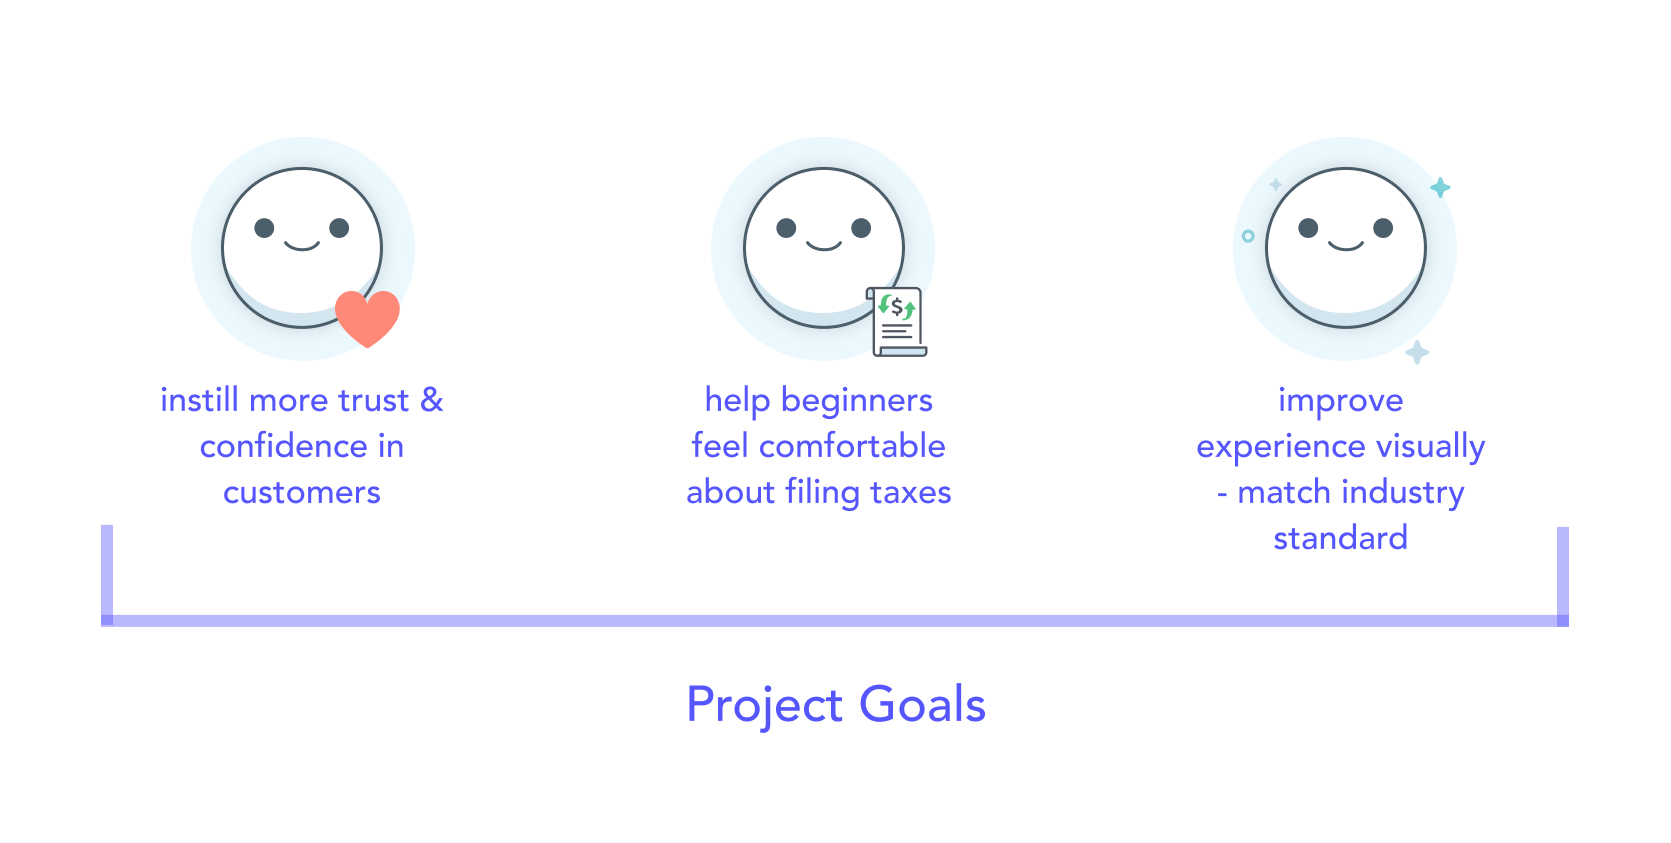 instill more trust &
confidence in
customers
$
help beginners
feel comfortable
about filing taxes
improve
experience visually
- match industry
standard
Project Goals